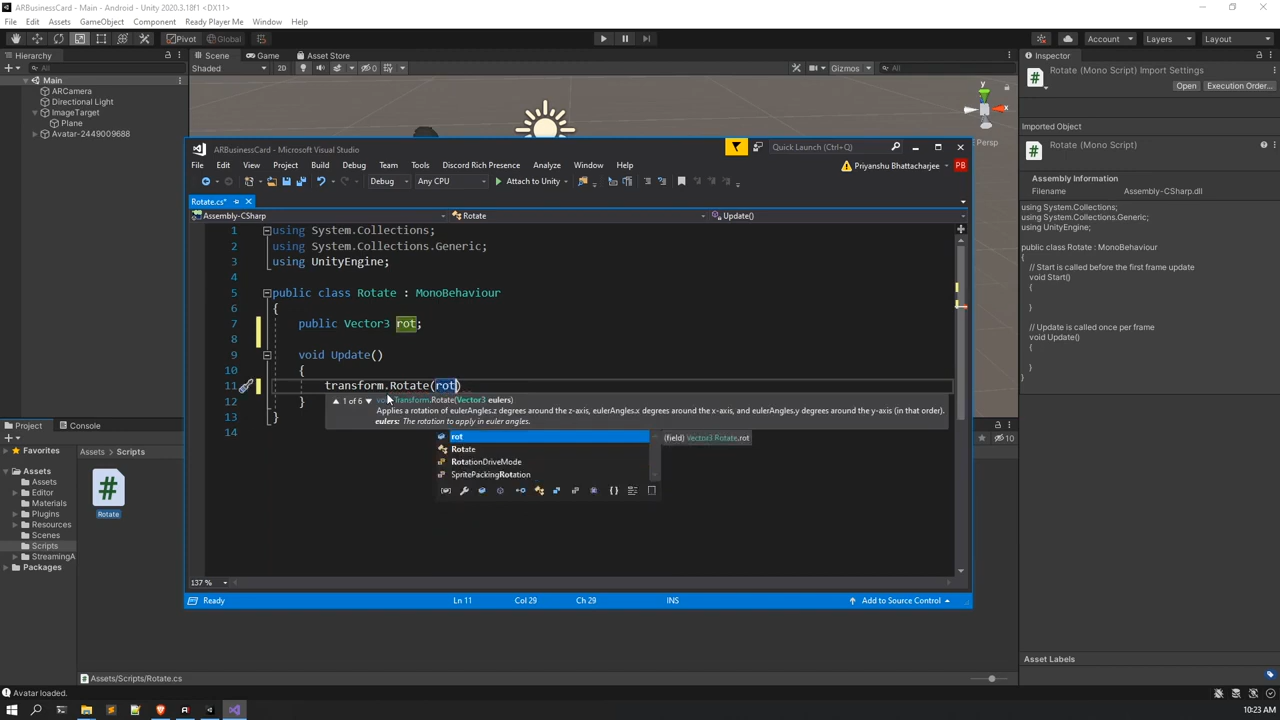 ARBusinessCard - Main - Android - Unity 2020.3.18f1 <DX11>
File Edit Assets GameObject Component Ready Player Me Window Help
Pivot Global Account Layers Layout
Hierarchy Scene Game Asset Store Inspector
All Shaded 2D 0 Gizmos All
Main
ARCamera
Directional Light
ImageTarget
Plane
Avatar-2449009688
y
x
Persp
Rotate (Mono Script) Import Settings
Open Execution Order...
Imported Object
Rotate (Mono Script)
Assembly Information
Filename Assembly-CSharp.dll
using System.Collections;
using System.Collections.Generic;
using UnityEngine;
public class Rotate : MonoBehaviour
{
// Start is called before the first frame update
void Start()
{
}
// Update is called once per frame
void Update()
{
}
}
Asset Labels
ARBusinessCard - Microsoft Visual Studio
Quick Launch (Ctrl+Q)
File Edit View Project Build Debug Team Tools Discord Rich Presence Analyze Window Help
Priyanshu Bhattacharjee PB
Debug Any CPU Attach to Unity
Rotate.cs*
Assembly-CSharp Rotate Update()
1 using System.Collections;
2 using System.Collections.Generic;
3 using UnityEngine;
4
5 public class Rotate : MonoBehaviour
6 {
7 public Vector3 rot;
8
9 void Update()
10 {
11 transform.Rotate(rot)
12 }
13 }
14
1 of 6 Transform.Rotate(Vector3 eulers)
Applies a rotation of eulerAngles.z degrees around the z-axis, eulerAngles.x degrees around the x-axis, and eulerAngles.y degrees around the y-axis (in that order).
eulers: The rotation to apply in euler angles.
rot
Rotate
RotationDriveMode
SpritePackingRotation
(field) Vector3 Rotate.rot
137 %
Ready Ln 11 Col 29 Ch 29 INS Add to Source Control
Project Console
10
Favorites
Assets
Assets
Editor
Materials
Plugins
Resources
Scenes
Scripts
StreamingA
Packages
Assets > Scripts
Rotate
Assets/Scripts/Rotate.cs
Avatar loaded.
10:23 AM